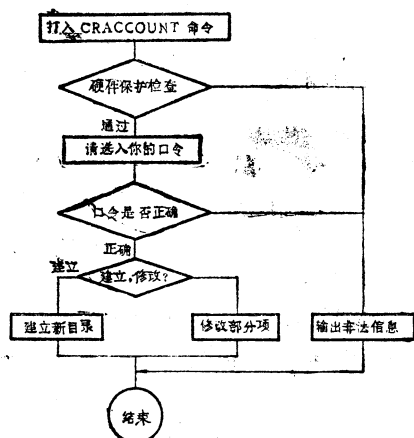 打入 CRACCOUNT 命令
硬件保护检查
通过
请送入你的口令
口令是否正确
正确
建立
建立,修改?
建立新目录
修改部分项
输出非法信息
结束